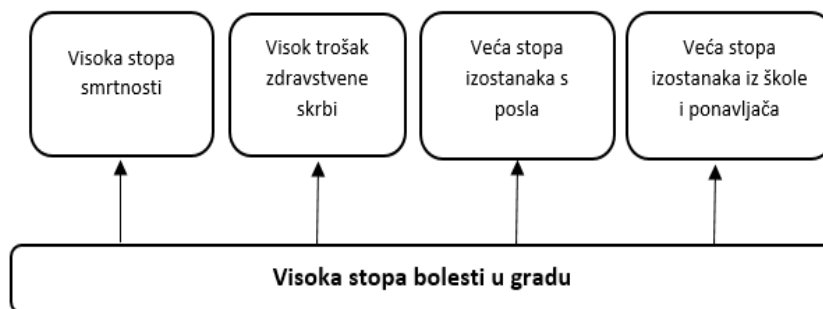 Visoka stopa
smrtnosti
Visok trošak
zdravstvene
skrbi
Veća stopa
izostanaka s
posla
Veća stopa
izostanaka iz škole
i ponavljača
Visoka stopa bolesti u gradu